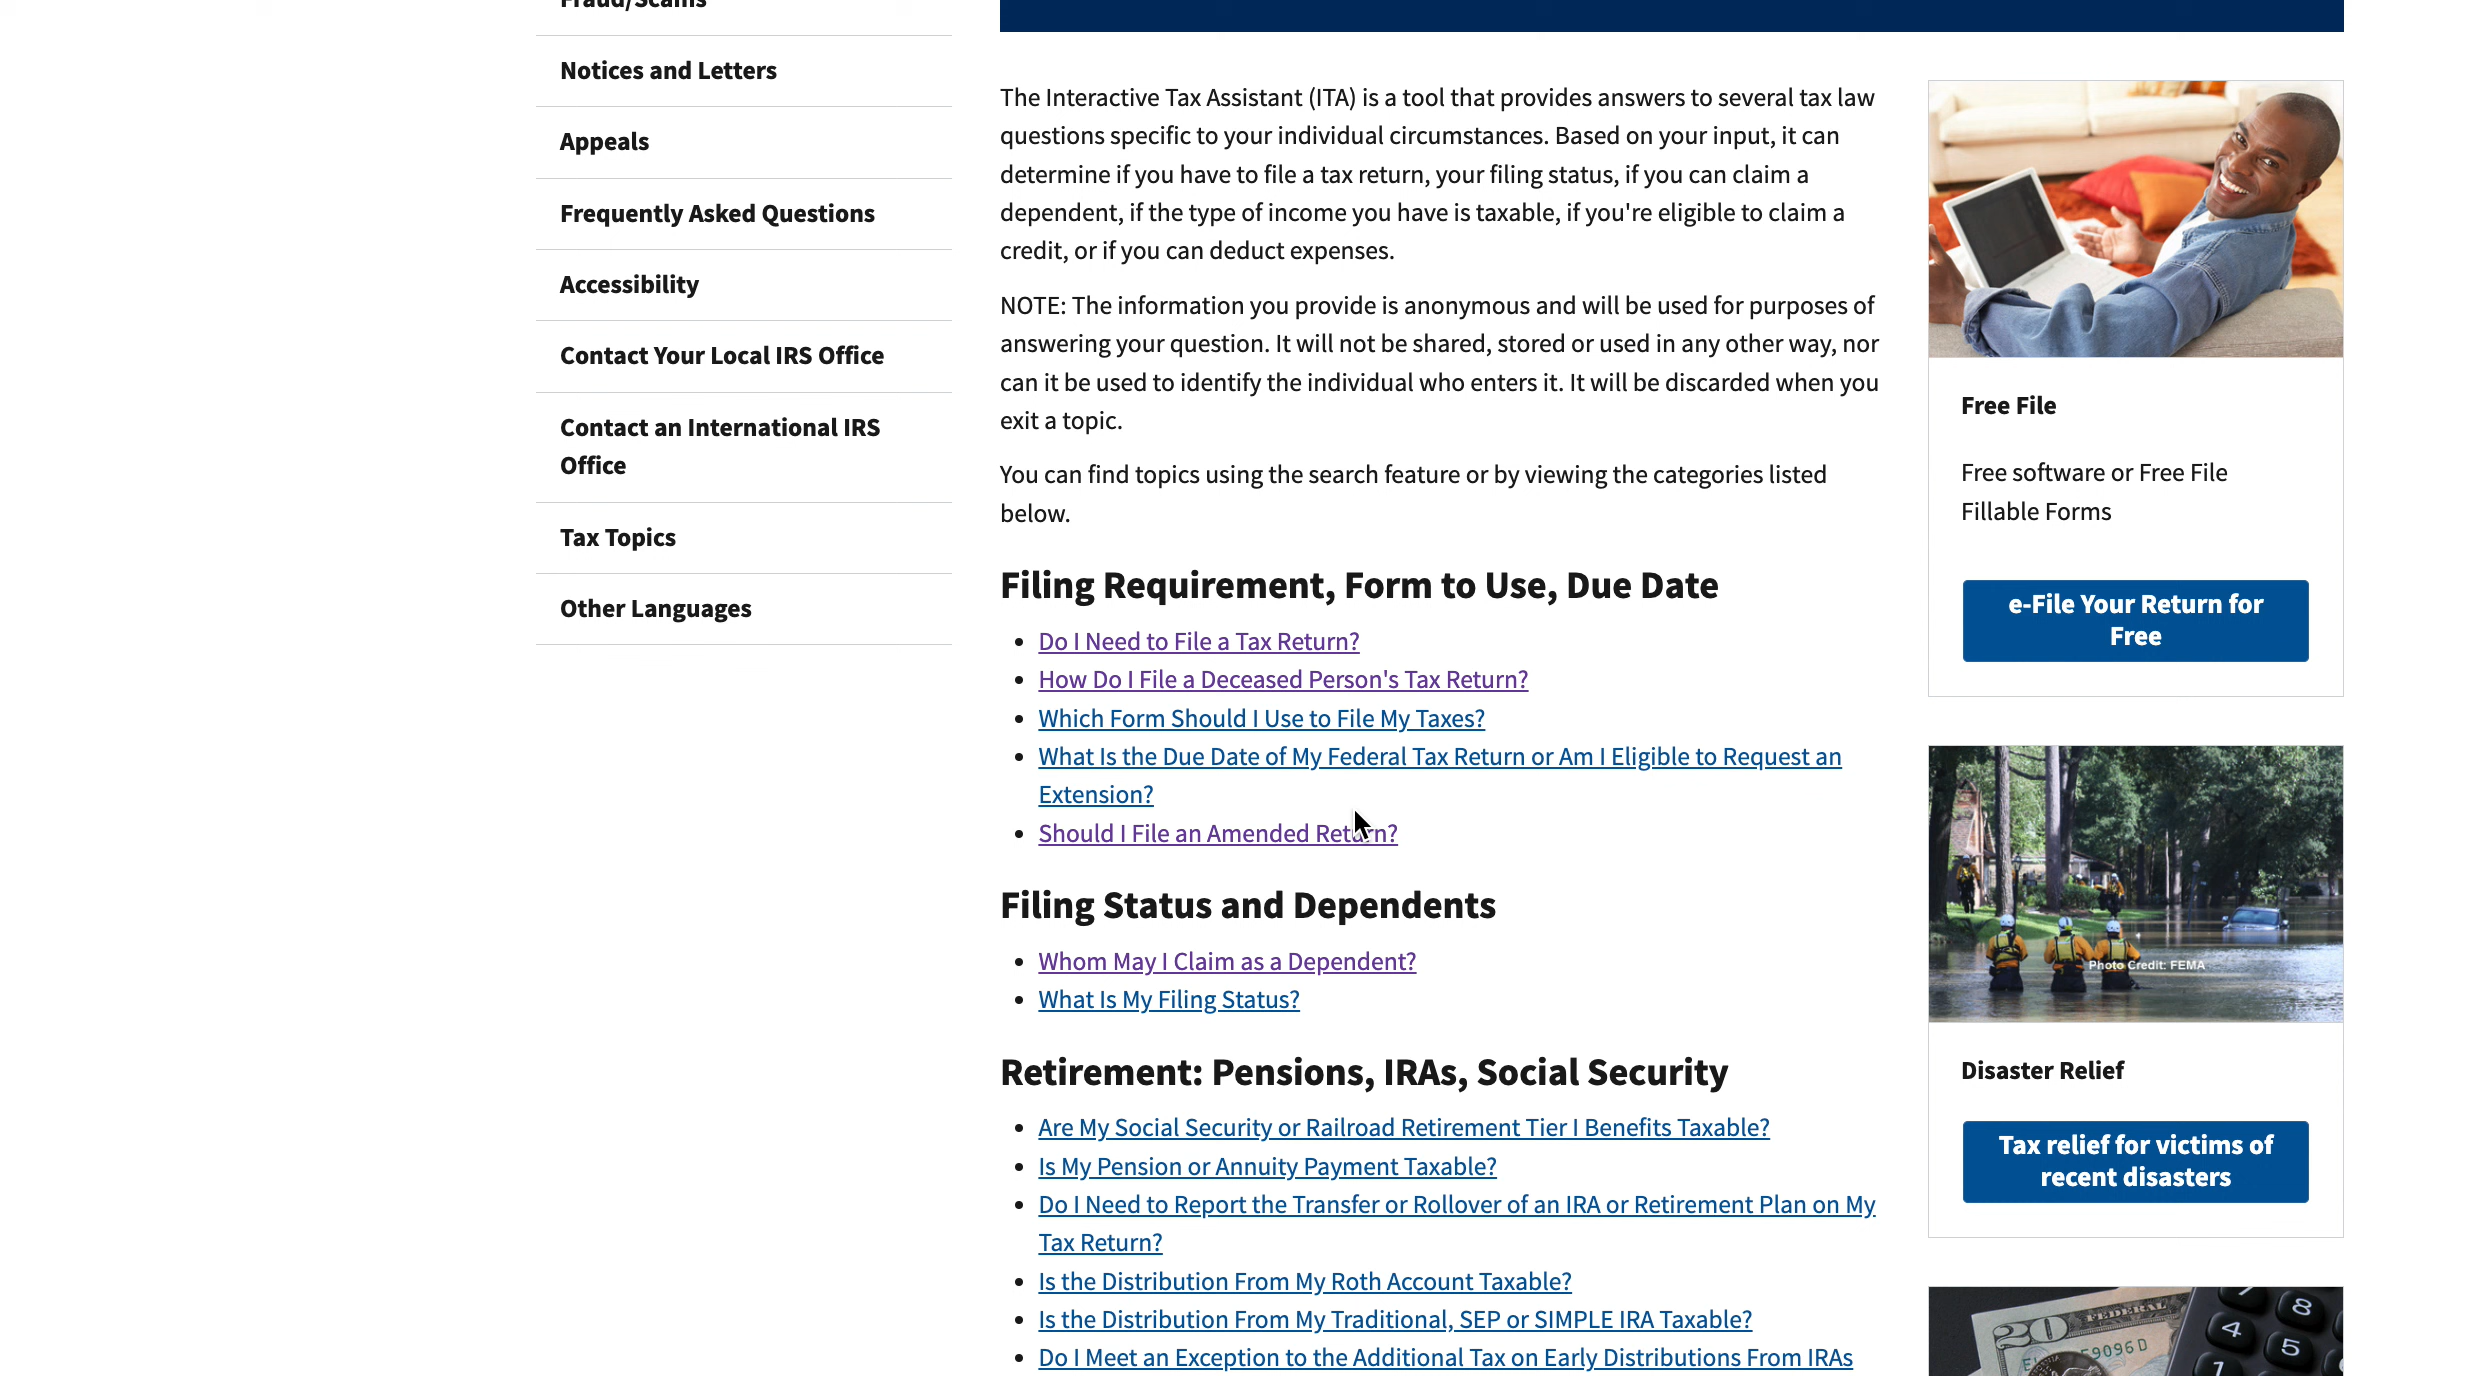 Notices and Letters
Appeals
Frequently Asked Questions
Accessibility
Contact Your Local IRS Office
Contact an International IRS
Office
Tax Topics
Other Languages
The Interactive Tax Assistant (ITA) is a tool that provides answers to several tax law
questions specific to your individual circumstances. Based on your input, it can
determine if you have to file a tax return, your filing status, if you can claim a
dependent, if the type of income you have is taxable, if you're eligible to claim a
credit, or if you can deduct expenses.
NOTE: The information you provide is anonymous and will be used for purposes of
answering your question. It will not be shared, stored or used in any other way, nor
can it be used to identify the individual who enters it. It will be discarded when you
exit a topic.
You can find topics using the search feature or by viewing the categories listed
below.
Filing Requirement, Form to Use, Due Date
Do I Need to File a Tax Return?
How Do I File a Deceased Person's Tax Return?
Which Form Should I Use to File My Taxes?
What Is the Due Date of My Federal Tax Return or Am I Eligible to Request an
Extension?
Should I File an Amended Return?
Filing Status and Dependents
Whom May I Claim as a Dependent?
What Is My Filing Status?
Retirement: Pensions, IRAs, Social Security
Are My Social Security or Railroad Retirement Tier I Benefits Taxable?
Is My Pension or Annuity Payment Taxable?
Do I Need to Report the Transfer or Rollover of an IRA or Retirement Plan on My
Tax Return?
Is the Distribution From My Roth Account Taxable?
Is the Distribution From My Traditional, SEP or SIMPLE IRA Taxable?
Do I Meet an Exception to the Additional Tax on Early Distributions From IRAs
Free File
Free software or Free File
Fillable Forms
e-File Your Return for
Free
Photo Credit: FEMA
Disaster Relief
Tax relief for victims of
recent disasters
20
FEDERAL
8
4
5